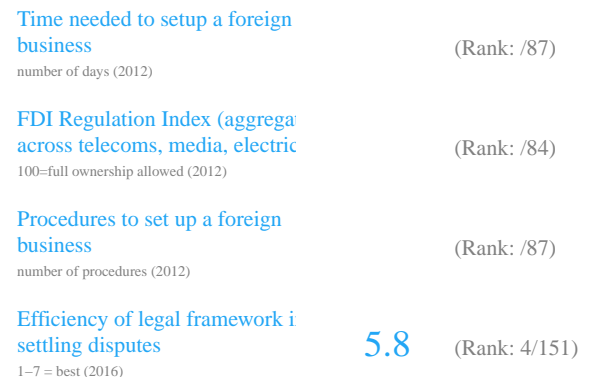 Time needed to setup a foreign
business
number of days (2012)
(Rank: /87)
FDI Regulation Index (aggregat
across telecoms, media, electric
100=full ownership allowed (2012)
(Rank: /84)
Procedures to set up a foreign
business
number of procedures (2012)
(Rank: /87)
Efficiency of legal framework i
settling disputes
1–7 = best (2016)
5.8 (Rank: 4/151)